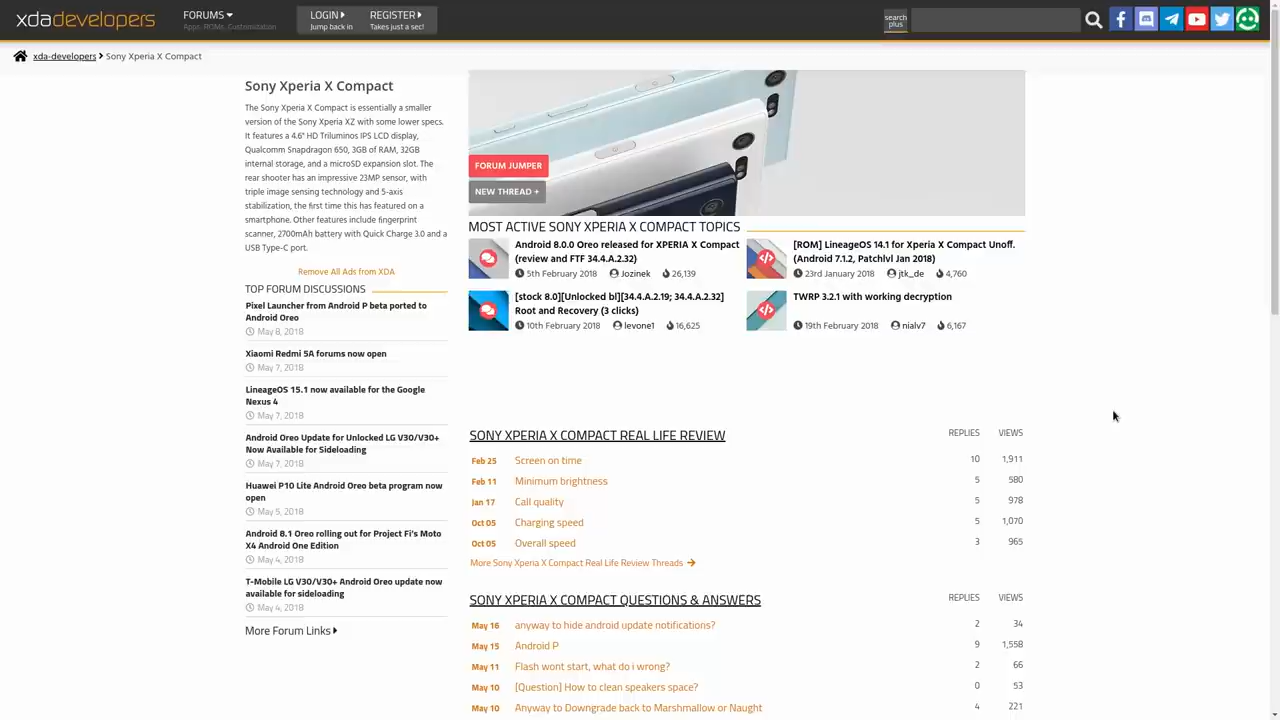 xdadevelopers
FORUMS
Apps, ROMs, Customization
LOGIN
Jump back in
REGISTER
Takes just a sec!
search
plus
xda-developers Sony Xperia X Compact
Sony Xperia X Compact
The Sony Xperia X Compact is essentially a smaller
version of the Sony Xperia XZ with some lower specs.
It features a 4.6" HD Triluminos IPS LCD display,
Qualcomm Snapdragon 650, 3GB of RAM, 32GB
internal storage, and a microSD expansion slot. The
rear shooter has an impressive 23MP sensor, with
triple image sensing technology and 5-axis
stabilization, the first time this has featured on a
smartphone. Other features include fingerprint
scanner, 2700mAh battery with Quick Charge 3.0 and a
USB Type-C port.
Remove All Ads from XDA
TOP FORUM DISCUSSIONS
Pixel Launcher from Android P beta ported to
Android Oreo
May 8, 2018
Xiaomi Redmi 5A forums now open
May 7, 2018
LineageOS 15.1 now available for the Google
Nexus 4
May 7, 2018
Android Oreo Update for Unlocked LG V30/V30+
Now Available for Sideloading
May 7, 2018
Huawei P10 Lite Android Oreo beta program now
open
May 5, 2018
Android 8.1 Oreo rolling out for Project Fi's Moto
X4 Android One Edition
May 4, 2018
T-Mobile LG V30/V30+ Android Oreo update now
available for sideloading
May 4, 2018
More Forum Links
FORUM JUMPER
NEW THREAD +
MOST ACTIVE SONY XPERIA X COMPACT TOPICS
Android 8.0.0 Oreo released for XPERIA X Compact
(review and FTF 34.4.A.2.32)
5th February 2018 Jozinek 26,139
[ROM] LineageOS 14.1 for Xperia X Compact Unoff.
(Android 7.1.2, Patchlvl Jan 2018)
23rd January 2018 jtk_de 4,760
[stock 8.0][Unlocked bl][34.4.A.2.19; 34.4.A.2.32]
Root and Recovery (3 clicks)
10th February 2018 levone1 16,625
TWRP 3.2.1 with working decryption
19th February 2018 nialv7 6,167
SONY XPERIA X COMPACT REAL LIFE REVIEW REPLIES VIEWS
Feb 25 Screen on time 10 1,911
Feb 11 Minimum brightness 5 580
Jan 17 Call quality 5 978
Oct 05 Charging speed 5 1,070
Oct 05 Overall speed 3 965
More Sony Xperia X Compact Real Life Review Threads
SONY XPERIA X COMPACT QUESTIONS & ANSWERS REPLIES VIEWS
May 16 anyway to hide android update notifications? 2 34
May 15 Android P 9 1,558
May 11 Flash wont start, what do i wrong? 2 66
May 10 [Question] How to clean speakers space? 0 53
May 10 Anyway to Downgrade back to Marshmallow or Naught 4 221